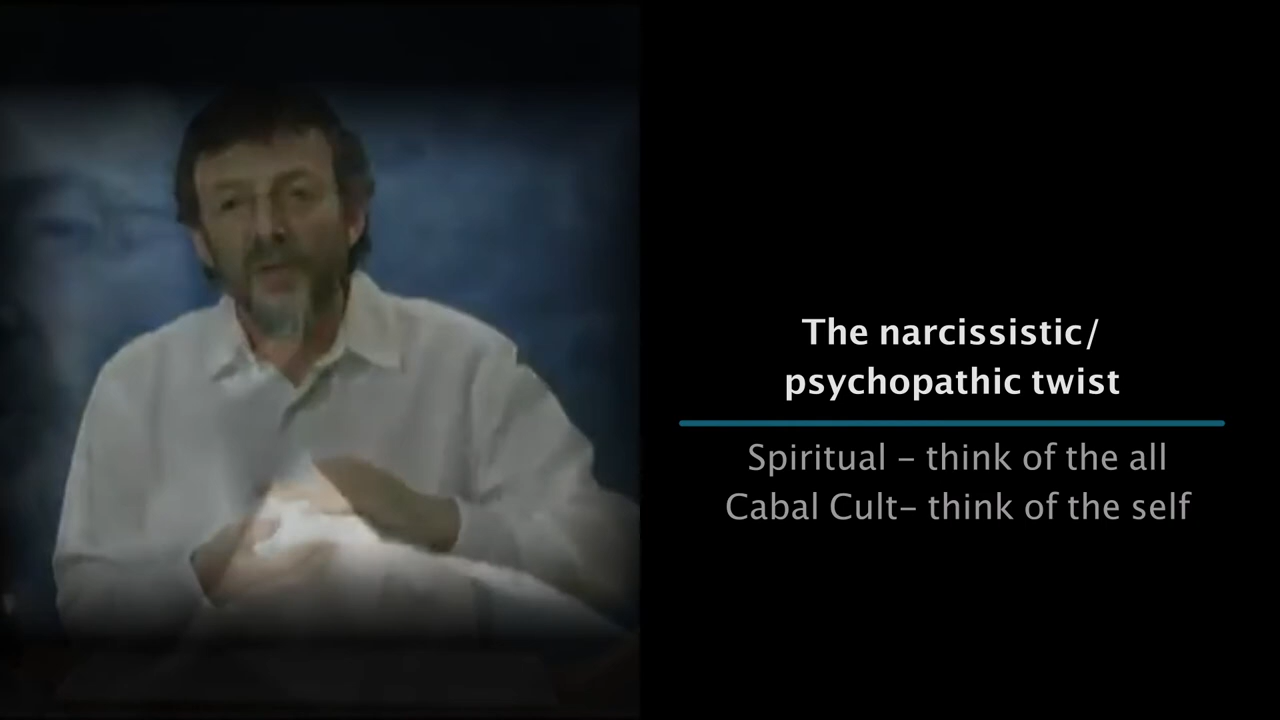 The narcissistic/
psychopathic twist
Spiritual – think of the all
Cabal Cult– think of the self